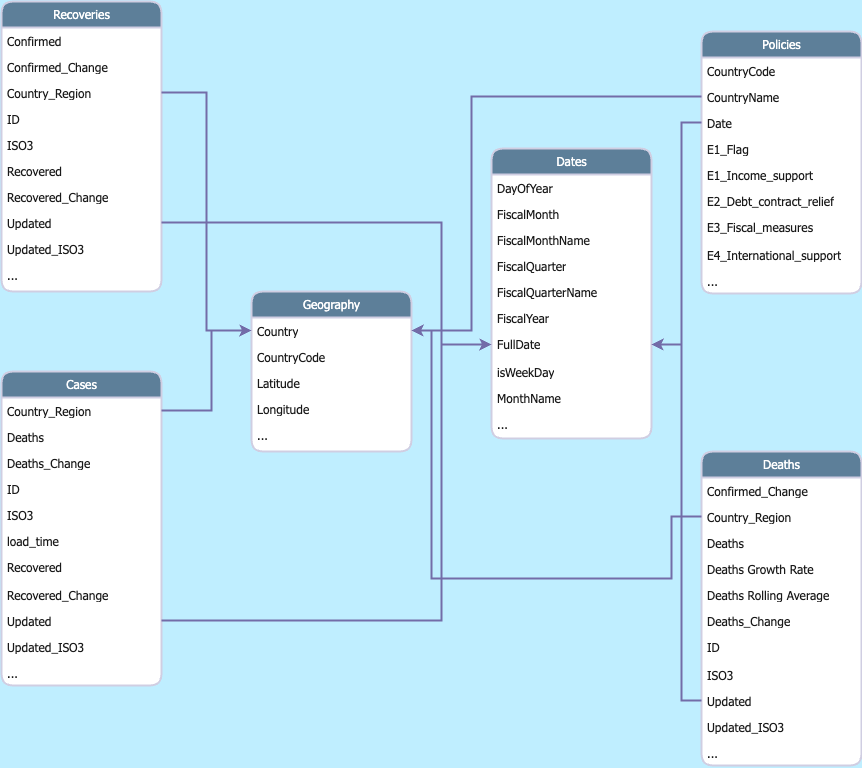 Recoveries
Confirmed
Confirmed_Change
Country_Region
ID
ISO3
Recovered
Recovered_Change
Updated
Updated_ISO3
...
Cases
Country_Region
Deaths
Deaths_Change
ID
ISO3
load_time
Recovered
Recovered_Change
Updated
Updated_ISO3
...
Geography
Country
CountryCode
Latitude
Longitude
...
Dates
DayOfYear
FiscalMonth
FiscalMonthName
FiscalQuarter
FiscalQuarterName
FiscalYear
FullDate
isWeekDay
MonthName
...
Policies
CountryCode
CountryName
Date
E1_Flag
E1_Income_support
E2_Debt_contract_relief
E3_Fiscal_measures
E4_International_support
...
Deaths
Confirmed_Change
Country_Region
Deaths
Deaths Growth Rate
Deaths Rolling Average
Deaths_Change
ID
ISO3
Updated
Updated_ISO3
...